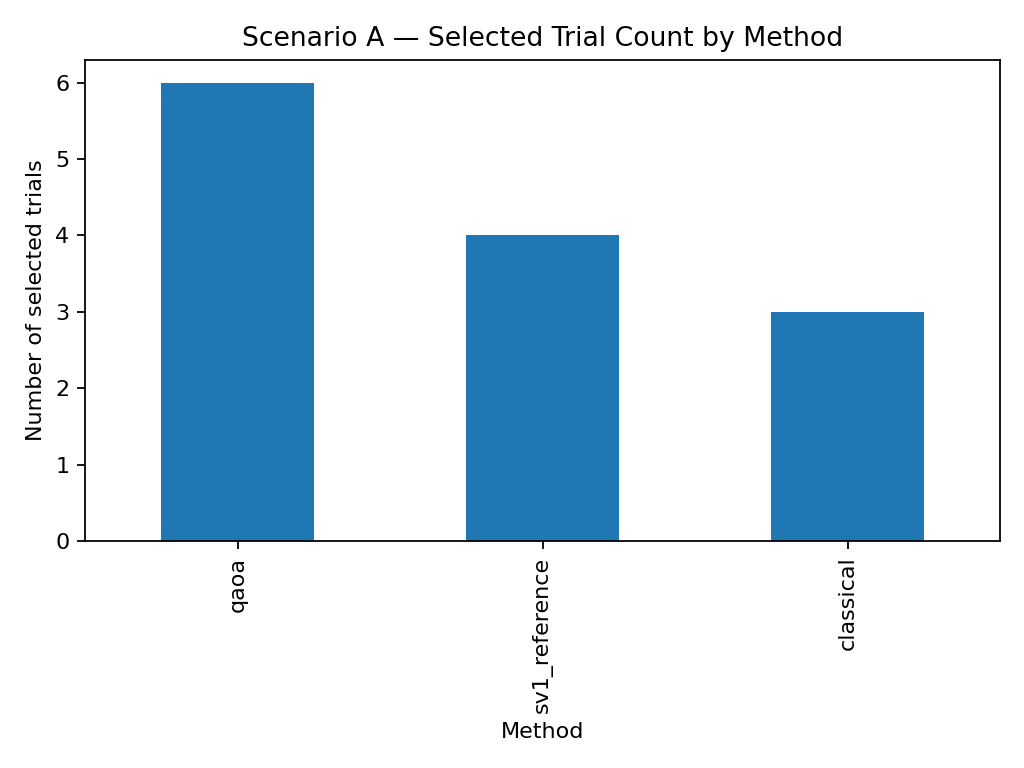 Scenario A — Selected Trial Count by Method
Number of selected trials
6
5
4
3
2
1
0
qaoa
sv1_reference
classical
Method